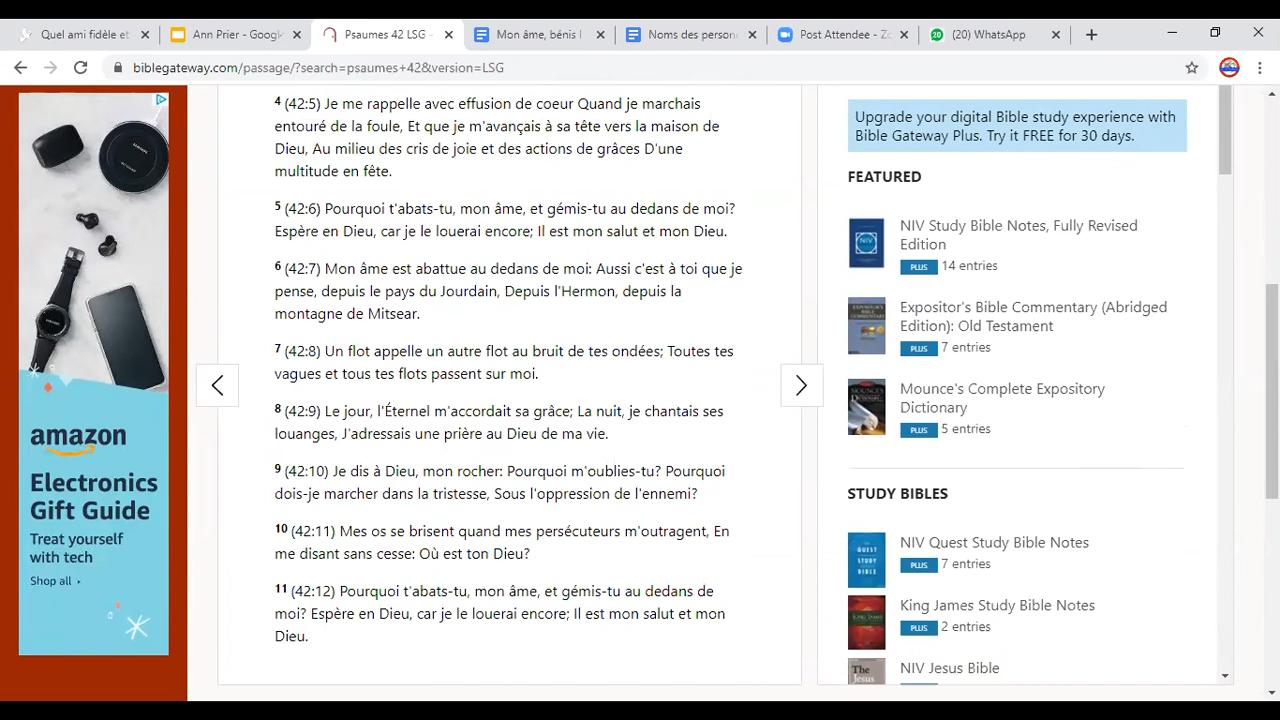 Quel ami fidèle et
Ann Prier - Google
Psaumes 42 LSG -
Mon âme, bénis l
Noms des person
Post Attendee - Zo
(20) WhatsApp
biblegateway.com/passage/?search=psaumes+42&version=LSG
4 (42:5) Je me rappelle avec effusion de coeur Quand je marchais
entouré de la foule, Et que je m'avançais à sa tête vers la maison de
Dieu, Au milieu des cris de joie et des actions de grâces D'une
multitude en fête.
5 (42:6) Pourquoi t'abats-tu, mon âme, et gémis-tu au dedans de moi?
Espère en Dieu, car je le louerai encore; Il est mon salut et mon Dieu.
6 (42:7) Mon âme est abattue au dedans de moi: Aussi c'est à toi que je
pense, depuis le pays du Jourdain, Depuis l'Hermon, depuis la
montagne de Mitsear.
7 (42:8) Un flot appelle un autre flot au bruit de tes ondées; Toutes tes
vagues et tous tes flots passent sur moi.
8 (42:9) Le jour, l'Éternel m'accordait sa grâce; La nuit, je chantais ses
louanges, J'adressais une prière au Dieu de ma vie.
9 (42:10) Je dis à Dieu, mon rocher: Pourquoi m'oublies-tu? Pourquoi
dois-je marcher dans la tristesse, Sous l'oppression de l'ennemi?
10 (42:11) Mes os se brisent quand mes persécuteurs m'outragent, En
me disant sans cesse: Où est ton Dieu?
11 (42:12) Pourquoi t'abats-tu, mon âme, et gémis-tu au dedans de
moi? Espère en Dieu, car je le louerai encore; Il est mon salut et mon
Dieu.
amazon
Electronics
Gift Guide
Treat yourself
with tech
Shop all
Upgrade your digital Bible study experience with
Bible Gateway Plus. Try it FREE for 30 days.
FEATURED
NIV Study Bible Notes, Fully Revised
Edition
PLUS 14 entries
Expositor's Bible Commentary (Abridged
Edition): Old Testament
PLUS 7 entries
Mounce's Complete Expository
Dictionary
PLUS 5 entries
STUDY BIBLES
NIV Quest Study Bible Notes
PLUS 7 entries
King James Study Bible Notes
PLUS 2 entries
NIV Jesus Bible